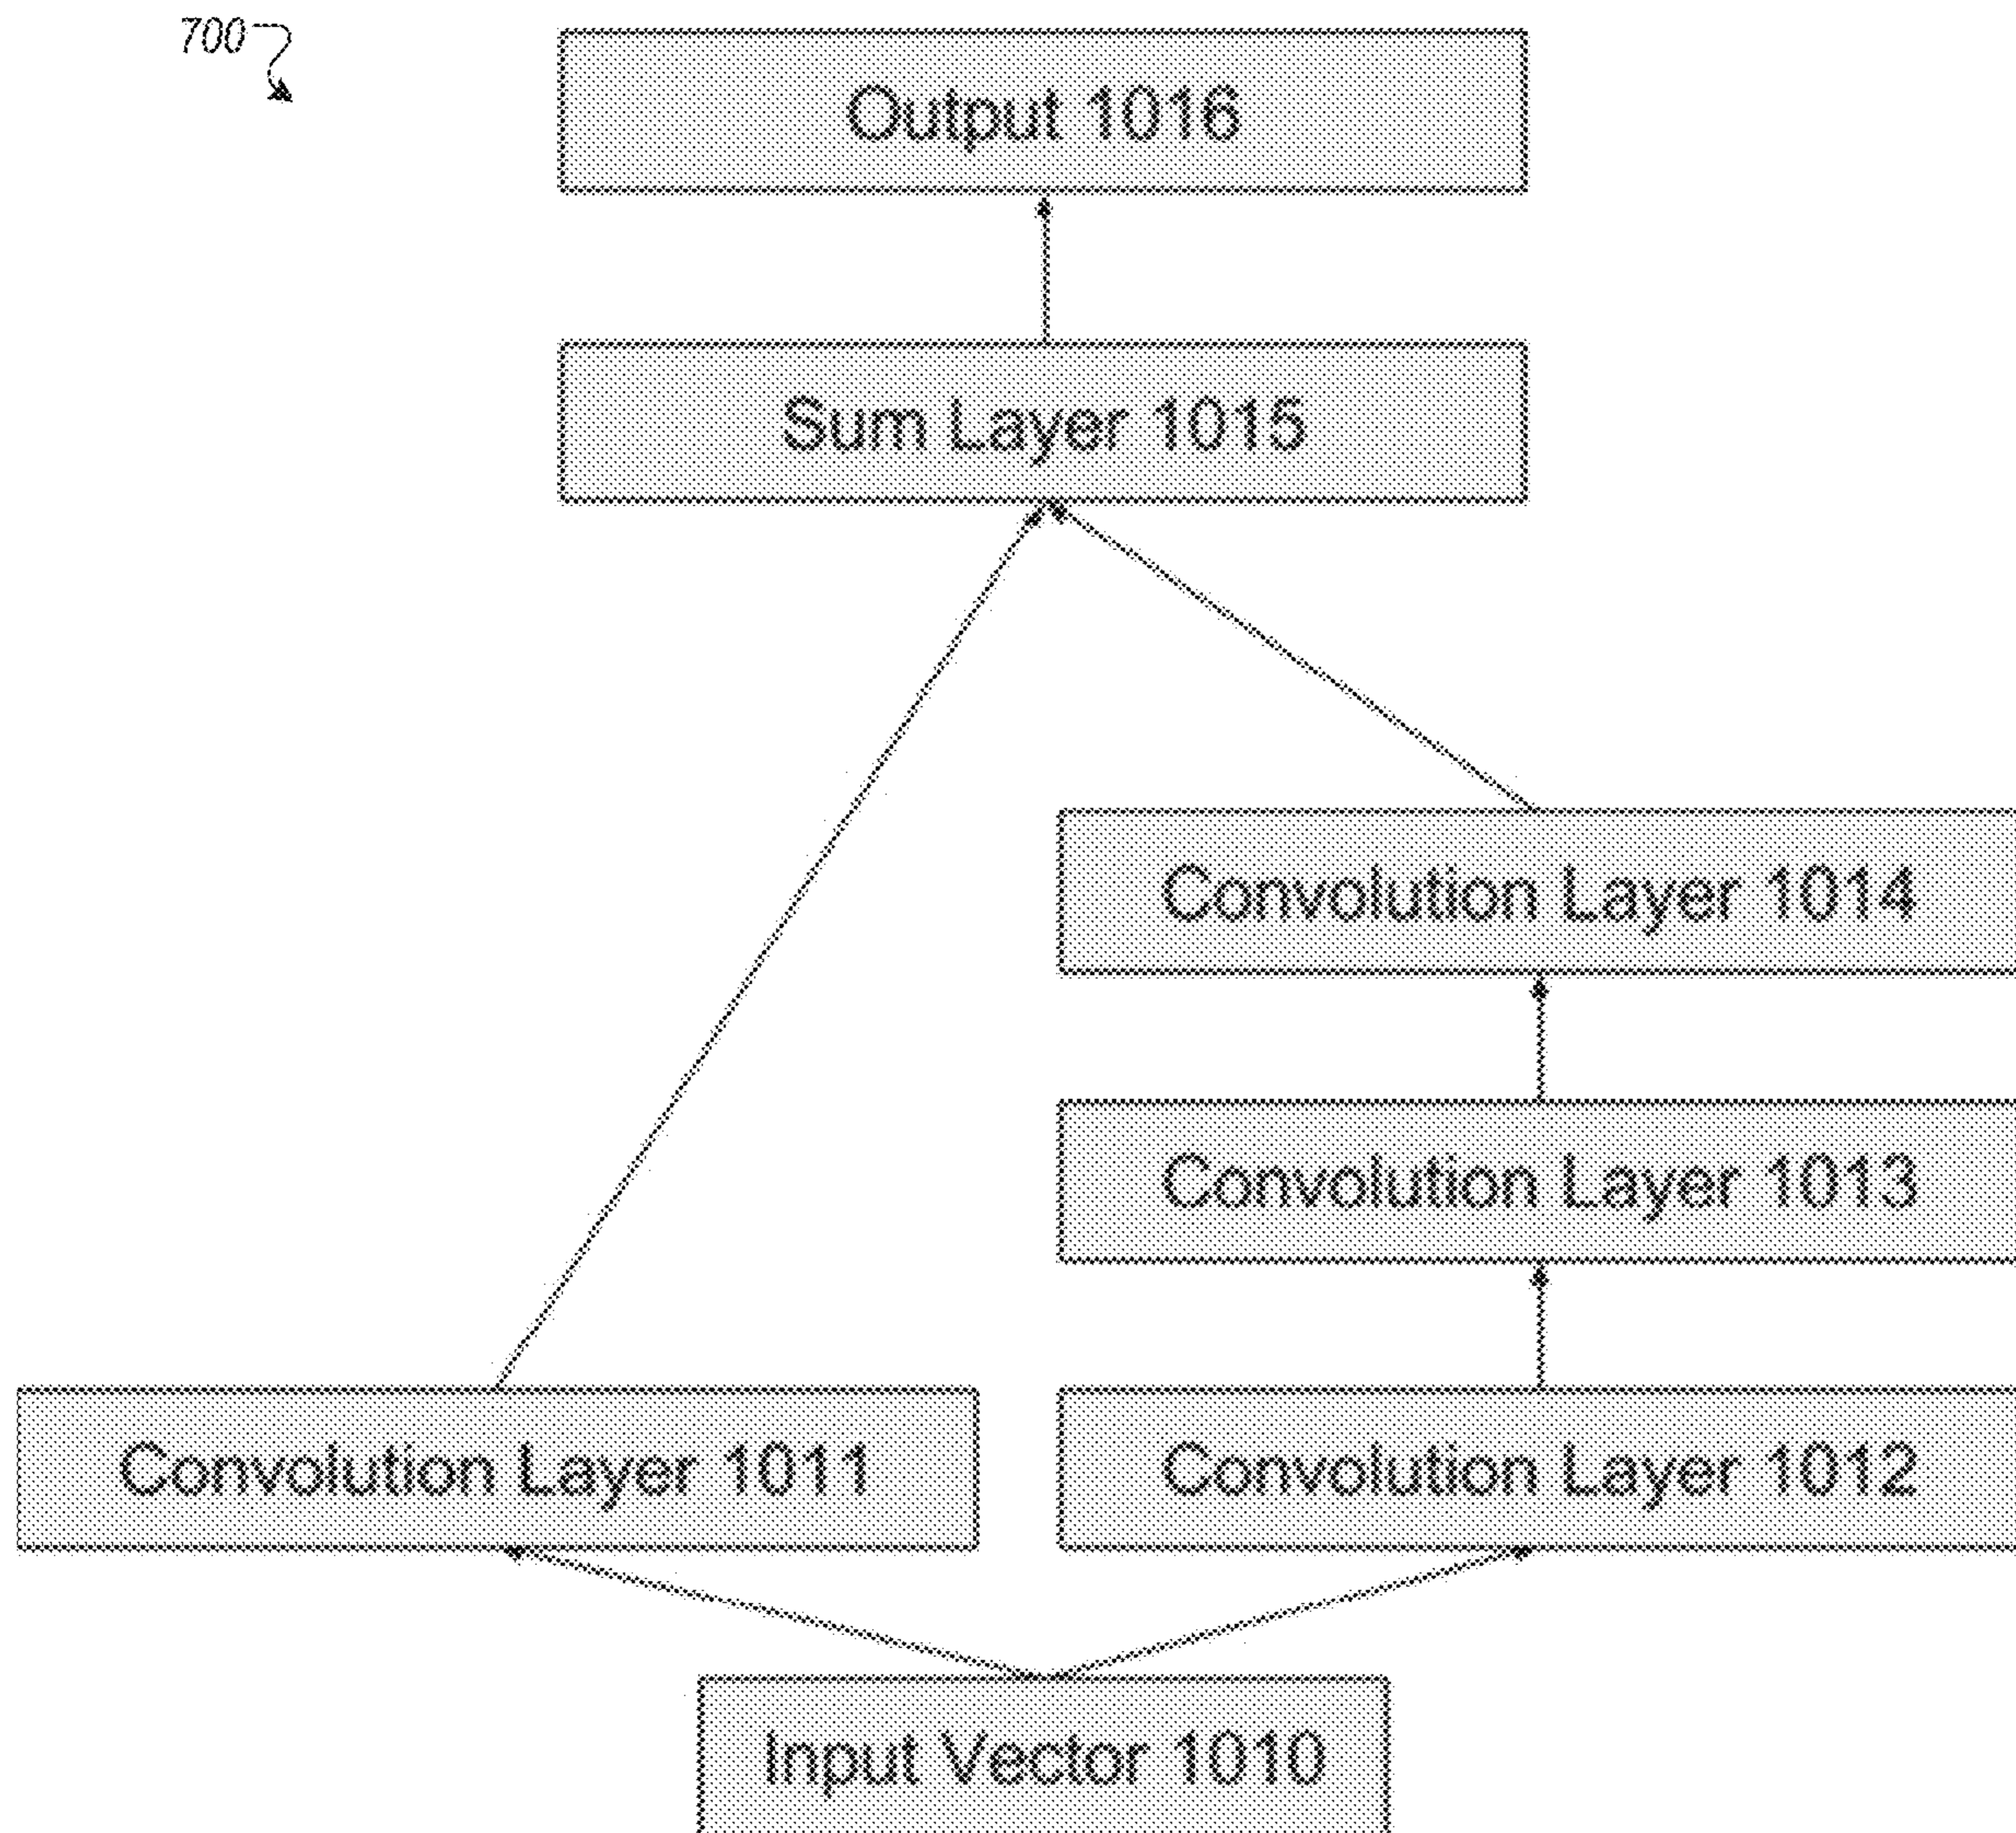 700
Output 1016
Sum Layer 1015
Convolution Layer 1014
Convolution Layer 1013
Convolution Layer 1011
Convolution Layer 1012
Input Vector 1010